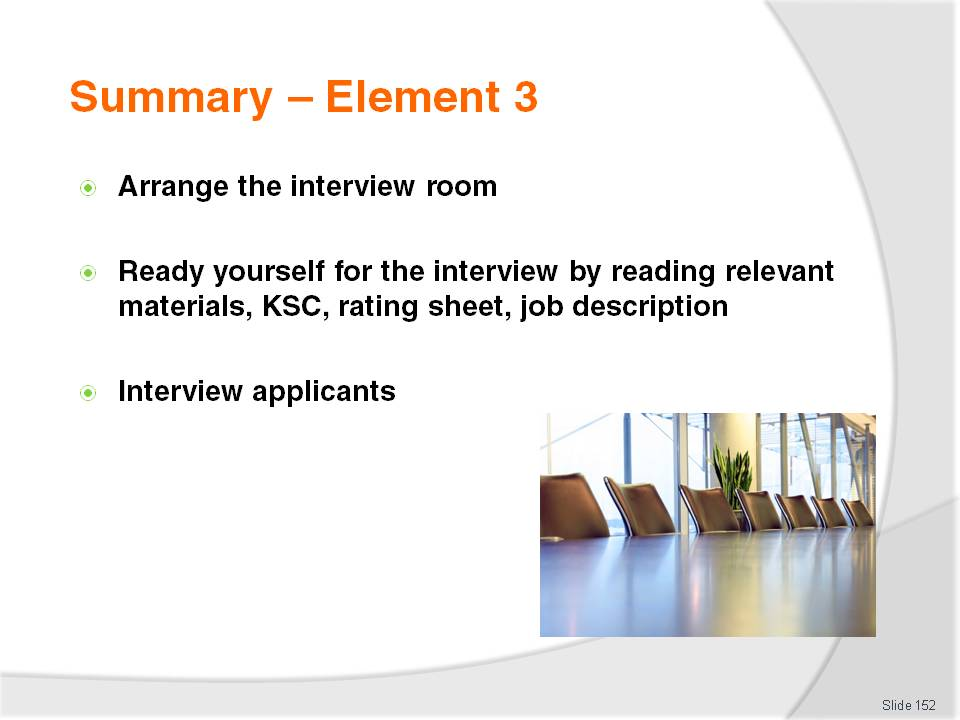 Summary – Element 3
Arrange the interview room
Ready yourself for the interview by reading relevant
materials, KSC, rating sheet, job description
Interview applicants
Slide 152